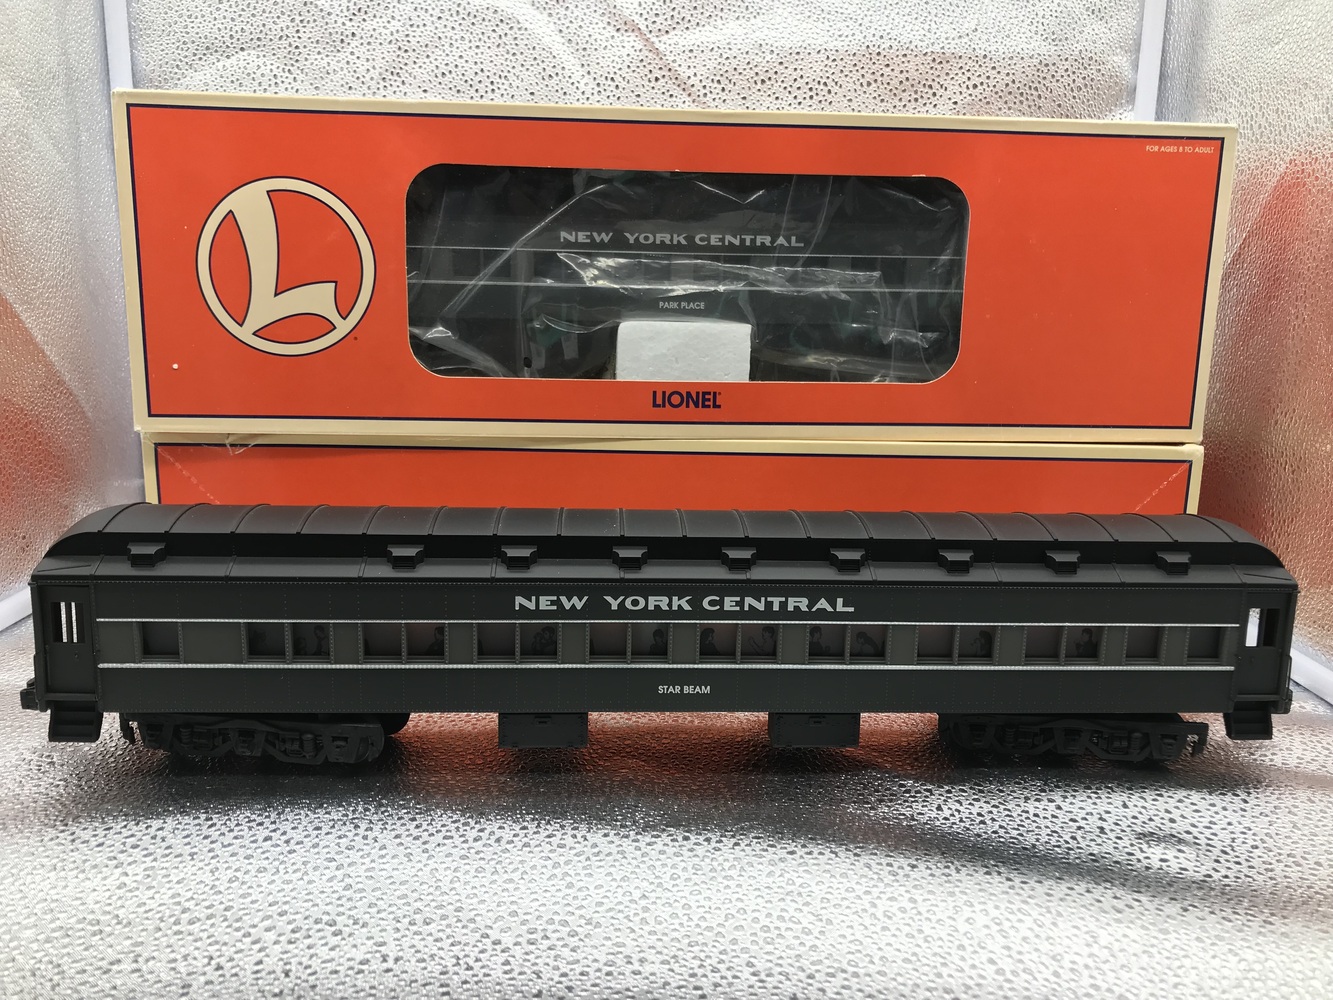 FOR AGES 8 TO ADULT
L
NEW YORK CENTRAL
PARK PLACE
LIONEL
NEW YORK CENTRAL
STAR BEAM